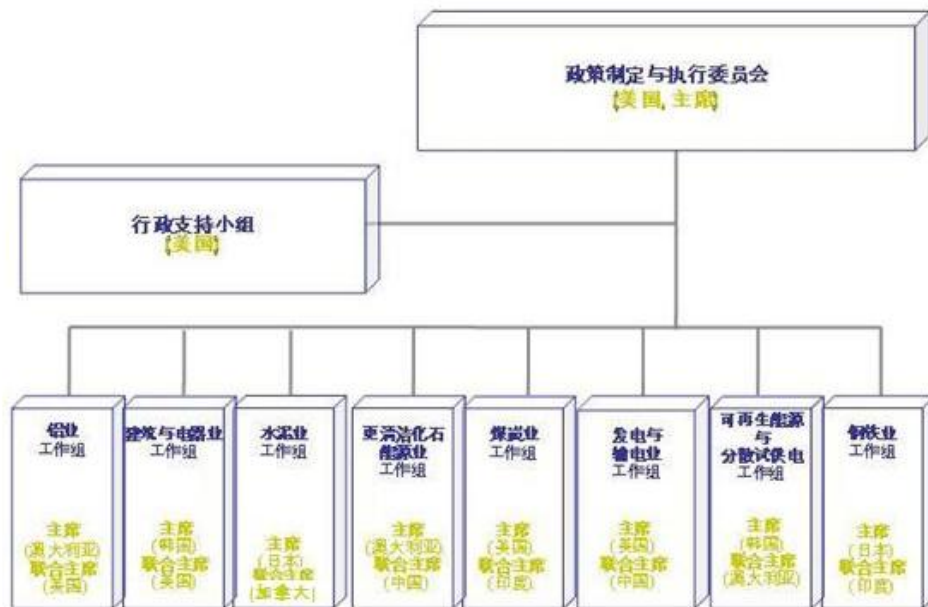 政策制定与执行委员会
(美国, 主席)
行政支持小组
(美国)
铝业
工作组
主席
(澳大利亚)
联合主席
(美国)
建筑与电器业
工作组
主席
(韩国)
联合主席
(美国)
水泥业
工作组
主席
(日本)
联合主席
(加拿大)
更清洁化石
能源业
工作组
主席
(澳大利亚)
联合主席
(中国)
煤炭业
工作组
主席
(美国)
联合主席
(印度)
发电与
输电业
工作组
主席
(美国)
联合主席
(中国)
可再生能源
与
分散试供电
工作组
主席
(韩国)
联合主席
(澳大利亚)
钢铁业
工作组
主席
(日本)
联合主席
(印度)